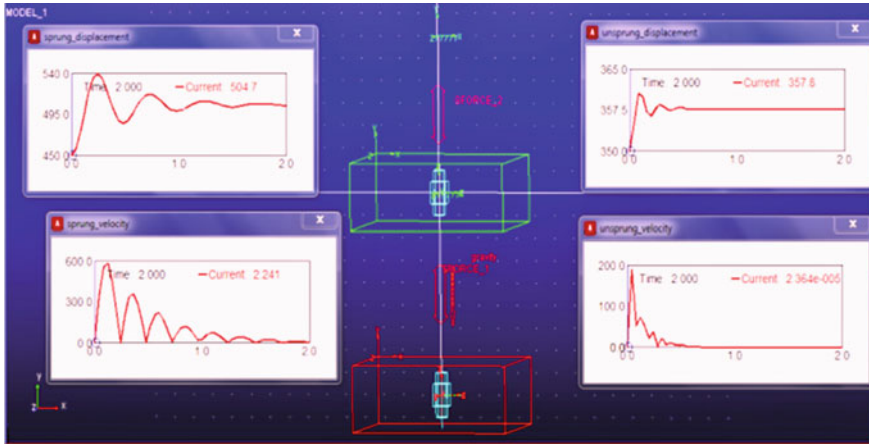 MODEL_1
sprung_displacement
X
540.0
495.0
450.0
Time 2.000
Current 504.7
0.0
1.0
2.0
unsprung_displacement
X
365.0
357.5
350.0
Time 2.000
Current 357.8
0.0
1.0
2.0
SFORCE_2
sprung_velocity
X
600.0
300.0
0.0
Time 2.000
Current 2.241
0.0
1.0
2.0
unsprung_velocity
X
200.0
0.0
Time 2.000
Current 2.364e-005
0.0
1.0
2.0
Y
Z
X